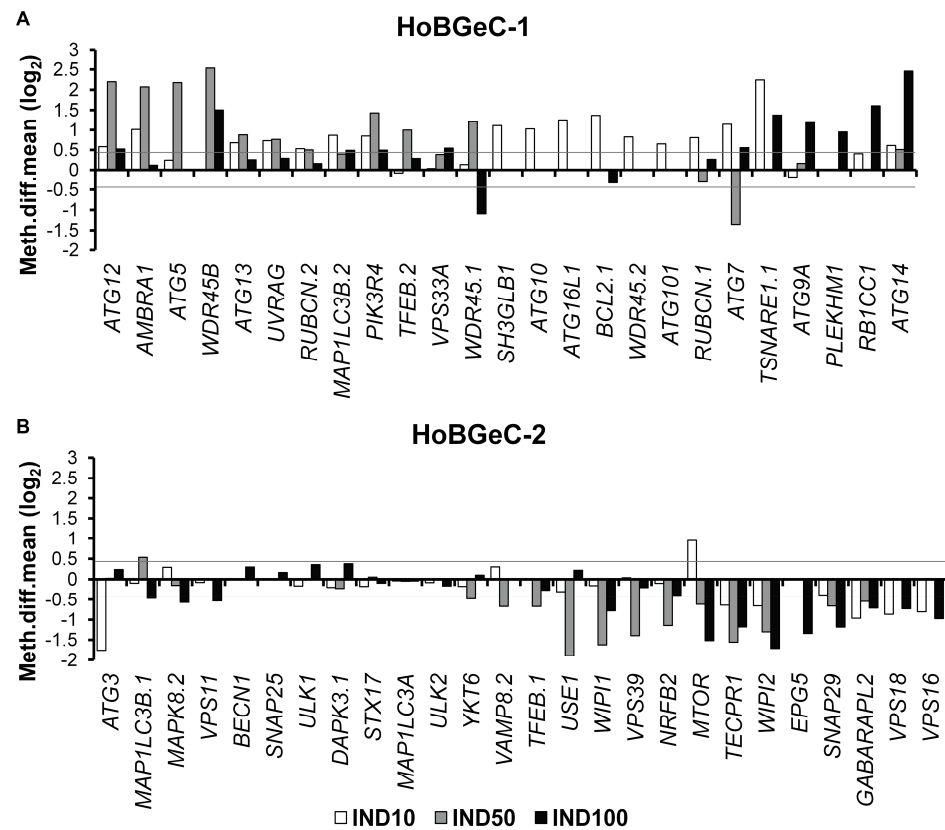 A
HoBGeC-1
Meth.diff.mean (log2)
3
2.5
2
1.5
1
0.5
0
-0.5
-1
-1.5
-2
ATG12
AMBRA1
ATG5
WDR45B
ATG13
UVRAG
RUBCN.2
MAP1LC3B.2
PIK3R4
TFEB.2
VPS33A
WDR45.1
SH3GLB1
ATG10
ATG16L1
BCL2.1
WDR45.2
ATG101
RUBCN.1
ATG7
TSNARE1.1
ATG9A
PLEKHM1
RB1CC1
ATG14
B
HoBGeC-2
Meth.diff.mean (log2)
3
2.5
2
1.5
1
0.5
0
-0.5
-1
-1.5
-2
ATG3
MAP1LC3B.1
MAPK8.2
VPS11
BECN1
SNAP25
ULK1
DAPK3.1
STX17
MAP1LC3A
ULK2
YKT6
VAMP8.2
TFEB.1
USE1
WIPI1
VPS39
NRFB2
MTOR
TECPR1
WIPI2
EPG5
SNAP29
GABARAPL2
VPS18
VPS16
IND10 IND50 IND100